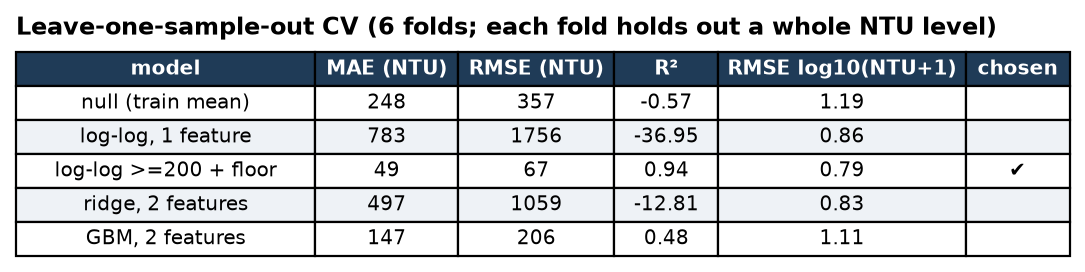 Leave-one-sample-out CV (6 folds; each fold holds out a whole NTU level)
model MAE (NTU) RMSE (NTU) R² RMSE log10(NTU+1) chosen
null (train mean) 248 357 -0.57 1.19
log-log, 1 feature 783 1756 -36.95 0.86
log-log >=200 + floor 49 67 0.94 0.79 ✔
ridge, 2 features 497 1059 -12.81 0.83
GBM, 2 features 147 206 0.48 1.11